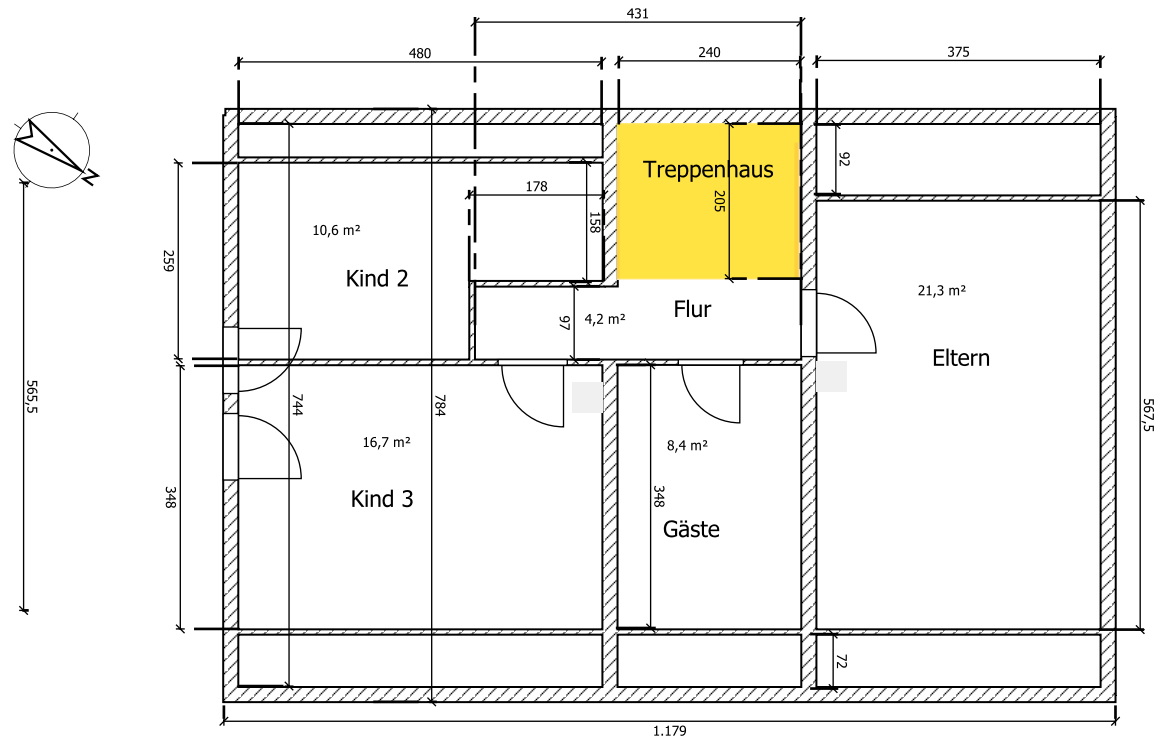 431
480
240
375
N
Treppenhaus
92
178
205
158
10,6 m²
259
Kind 2
21,3 m²
Flur
4,2 m²
97
Eltern
565,5
744
784
567,5
16,7 m²
8,4 m²
348
Kind 3
348
Gäste
72
1.179